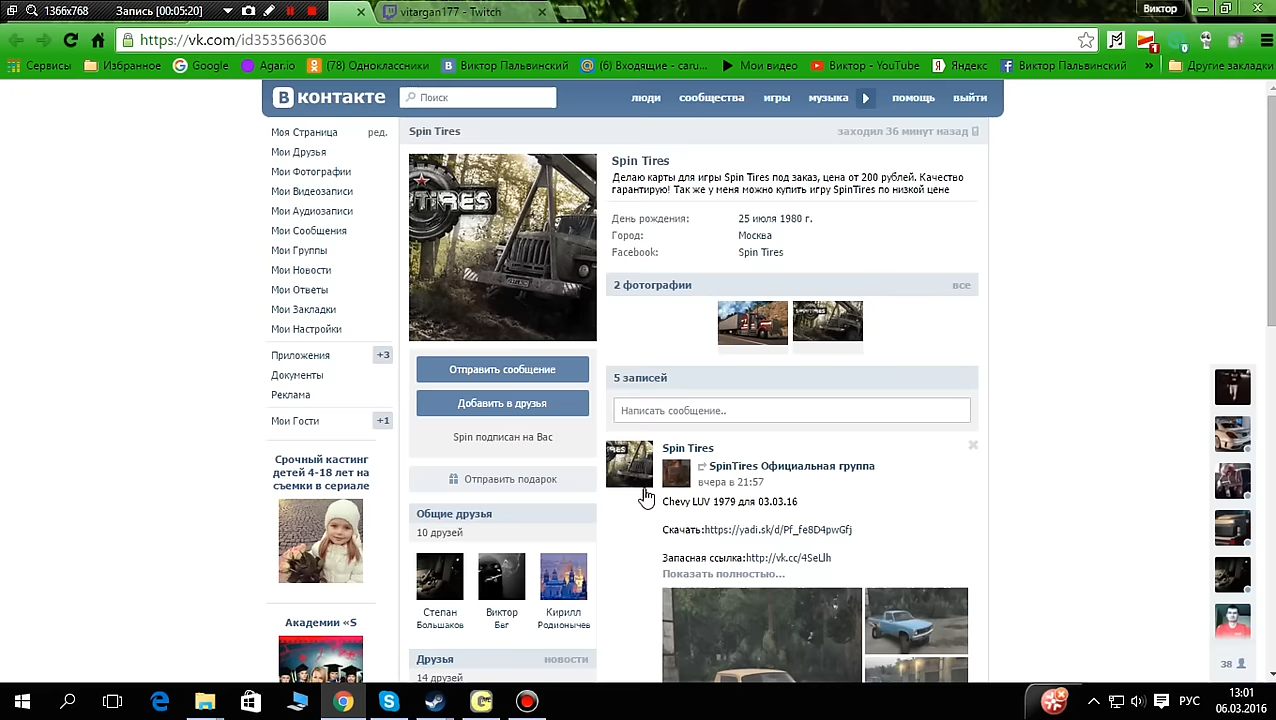 1366x768
Запись [00:05:20]
vitargan177 - Twitch
Виктор
https://vk.com/id353566306
Сервисы
Избранное
Google
Agar.io
(78) Одноклассники
Виктор Пальвинский
(6) Входящие - caru...
Мои видео
Виктор - YouTube
Яндекс
Виктор Пальвинский
»
Другие закладки
В контакте
Поиск
люди
сообщества
игры
музыка
помощь
выйти
Моя Страница
ред.
Мои Друзья
Мои Фотографии
Мои Видеозаписи
Мои Аудиозаписи
Мои Сообщения
Мои Группы
Мои Новости
Мои Ответы
Мои Закладки
Мои Настройки
Приложения
+3
Документы
Реклама
Мои Гости
+1
Срочный кастинг
детей 4-18 лет на
съемки в сериале
Академии «S
Spin Tires
заходил 36 минут назад
TIRES
Отправить сообщение
Добавить в друзья
Spin подписан на Вас
Отправить подарок
Общие друзья
10 друзей
Степан
Большаков
Виктор
Бвг
Кирилл
Родионычев
Друзья
новости
14 друзей
Spin Tires
Делаю карты для игры Spin Tires под заказ, цена от 200 рублей. Качество
гарантирую! Так же у меня можно купить игру SpinTires по низкой цене
День рождения:
25 июля 1980 г.
Город:
Москва
Facebook:
Spin Tires
2 фотографии
все
5 записей
Написать сообщение..
Spin Tires
SpinTires Официальная группа
вчера в 21:57
Chevy LUV 1979 для 03.03.16
Скачать:https://yadi.sk/d/Pf_fe8D4pwGfj
Запасная ссылка:http://vk.cc/4SeLlh
Показать полностью...
38
РУС
13:01
06.03.2016